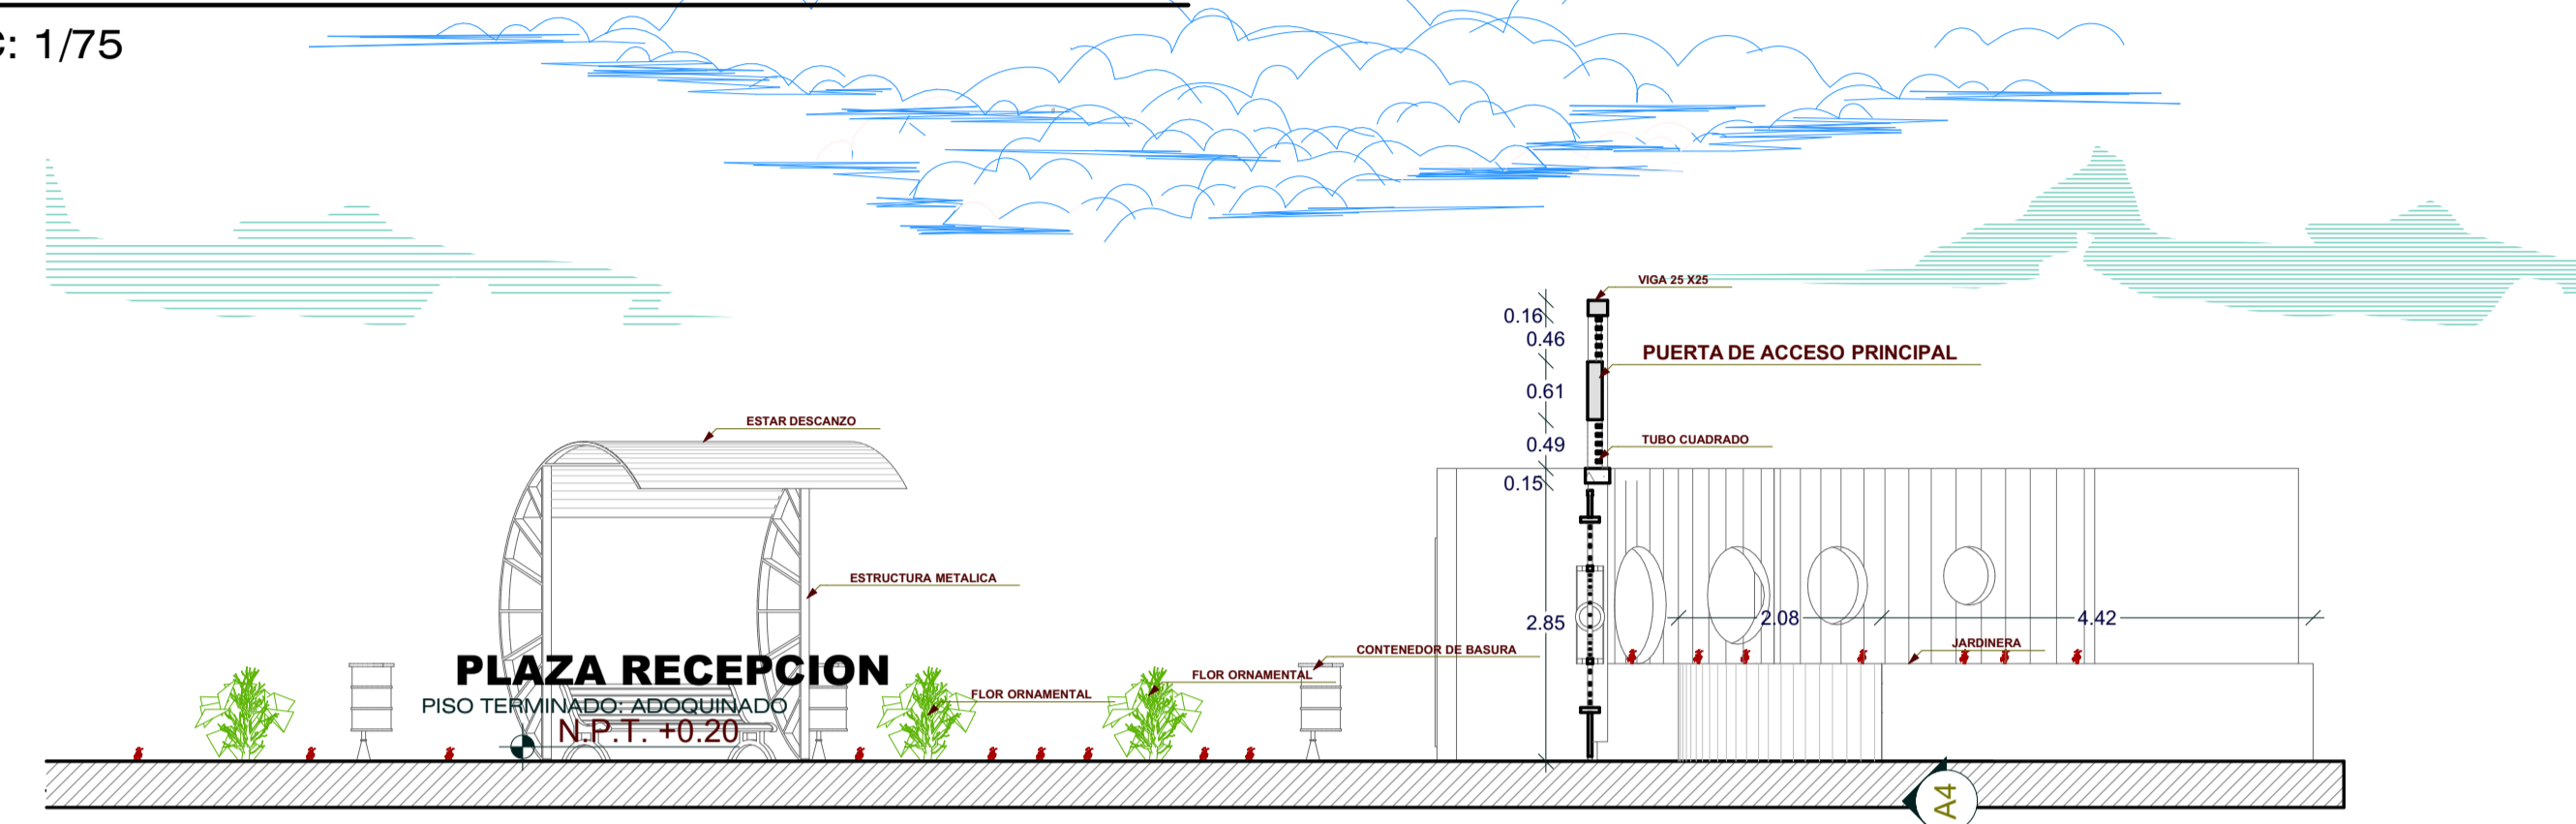 : 1/75
VIGA 25 X25
0.16
0.46
PUERTA DE ACCESO PRINCIPAL
0.61
ESTAR DESCANZO
0.49
TUBO CUADRADO
0.15
ESTRUCTURA METALICA
2.85
2.08
4.42
JARDINERA
CONTENEDOR DE BASURA
PLAZA RECEPCION
FLOR ORNAMENTAL
FLOR ORNAMENTAL
PISO TERMINADO: ADOQUINADO
N.P.T. +0.20
A4